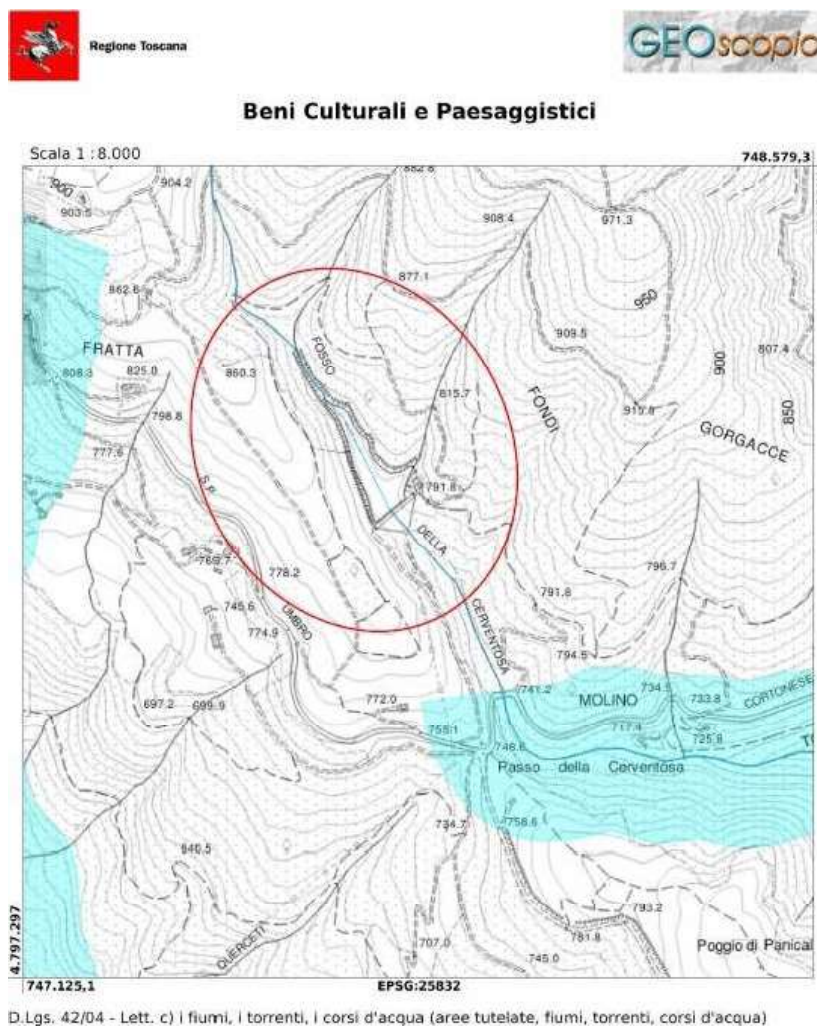 Regione Toscana
GEOscopio
Beni Culturali e Paesaggistici
Scala 1 : 8.000
748.579,3
882.8
900
904.2
903.5
908.4
971.3
877.1
862.6
950
909.5
FOSSO
807.4
FRATTA
900
808.3
825.0
860.3
815.7
FONDI
915.8
850
798.8
GORGACCE
777.6
S.P.
791.8
DELLA
769.7
778.2
796.7
745.6
791.8
UMBRO
CERVENTOSA
774.9
794.5
741.2
MOLINO
734.
733.8
CORTONESE
697.2
699.9
772.0
717.4
725.8
755.1
746.6
TO
Passo della Cerventosa
734.7
758.6
640.5
793.2
QUERCETI
707.0
781.8
745.0
Poggio di Panical
4.797.297
747.125,1
EPSG:25832
D.Lgs. 42/04 - Lett. c) i fiumi, i torrenti, i corsi d'acqua (aree tutelate, fiumi, torrenti, corsi d'acqua)